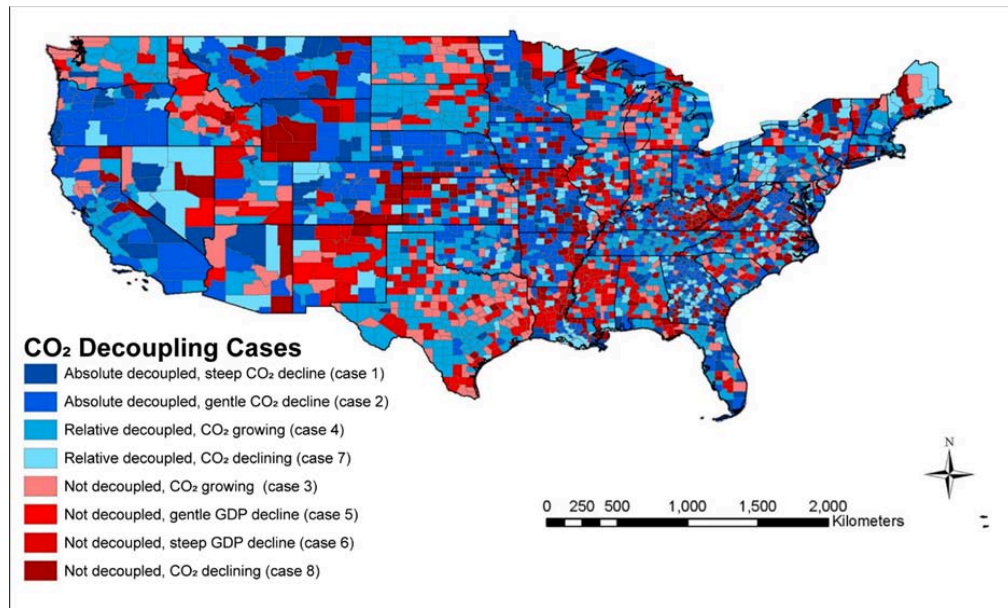 CO₂ Decoupling Cases
Absolute decoupled, steep CO₂ decline (case 1)
Absolute decoupled, gentle CO₂ decline (case 2)
Relative decoupled, CO₂ growing (case 4)
Relative decoupled, CO₂ declining (case 7)
Not decoupled, CO₂ growing (case 3)
Not decoupled, gentle GDP decline (case 5)
Not decoupled, steep GDP decline (case 6)
Not decoupled, CO₂ declining (case 8)
N
0 250 500 1,000 1,500 2,000
Kilometers